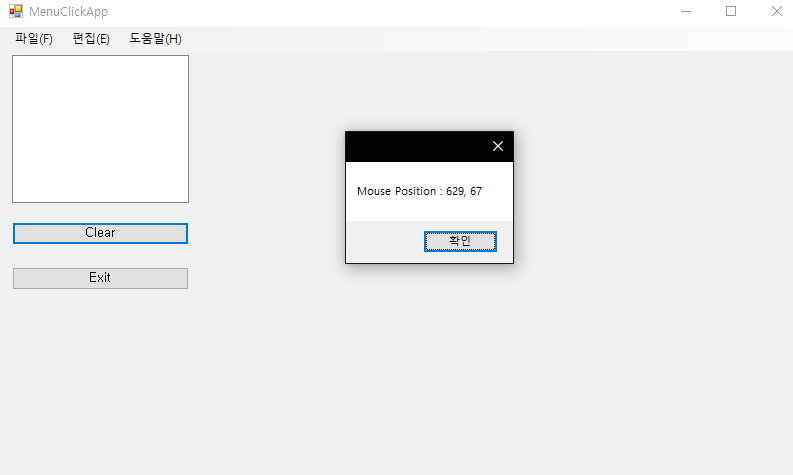 MenuClickApp
파일(F) 편집(E) 도움말(H)
Mouse Position : 629, 67
확인
Clear
Exit